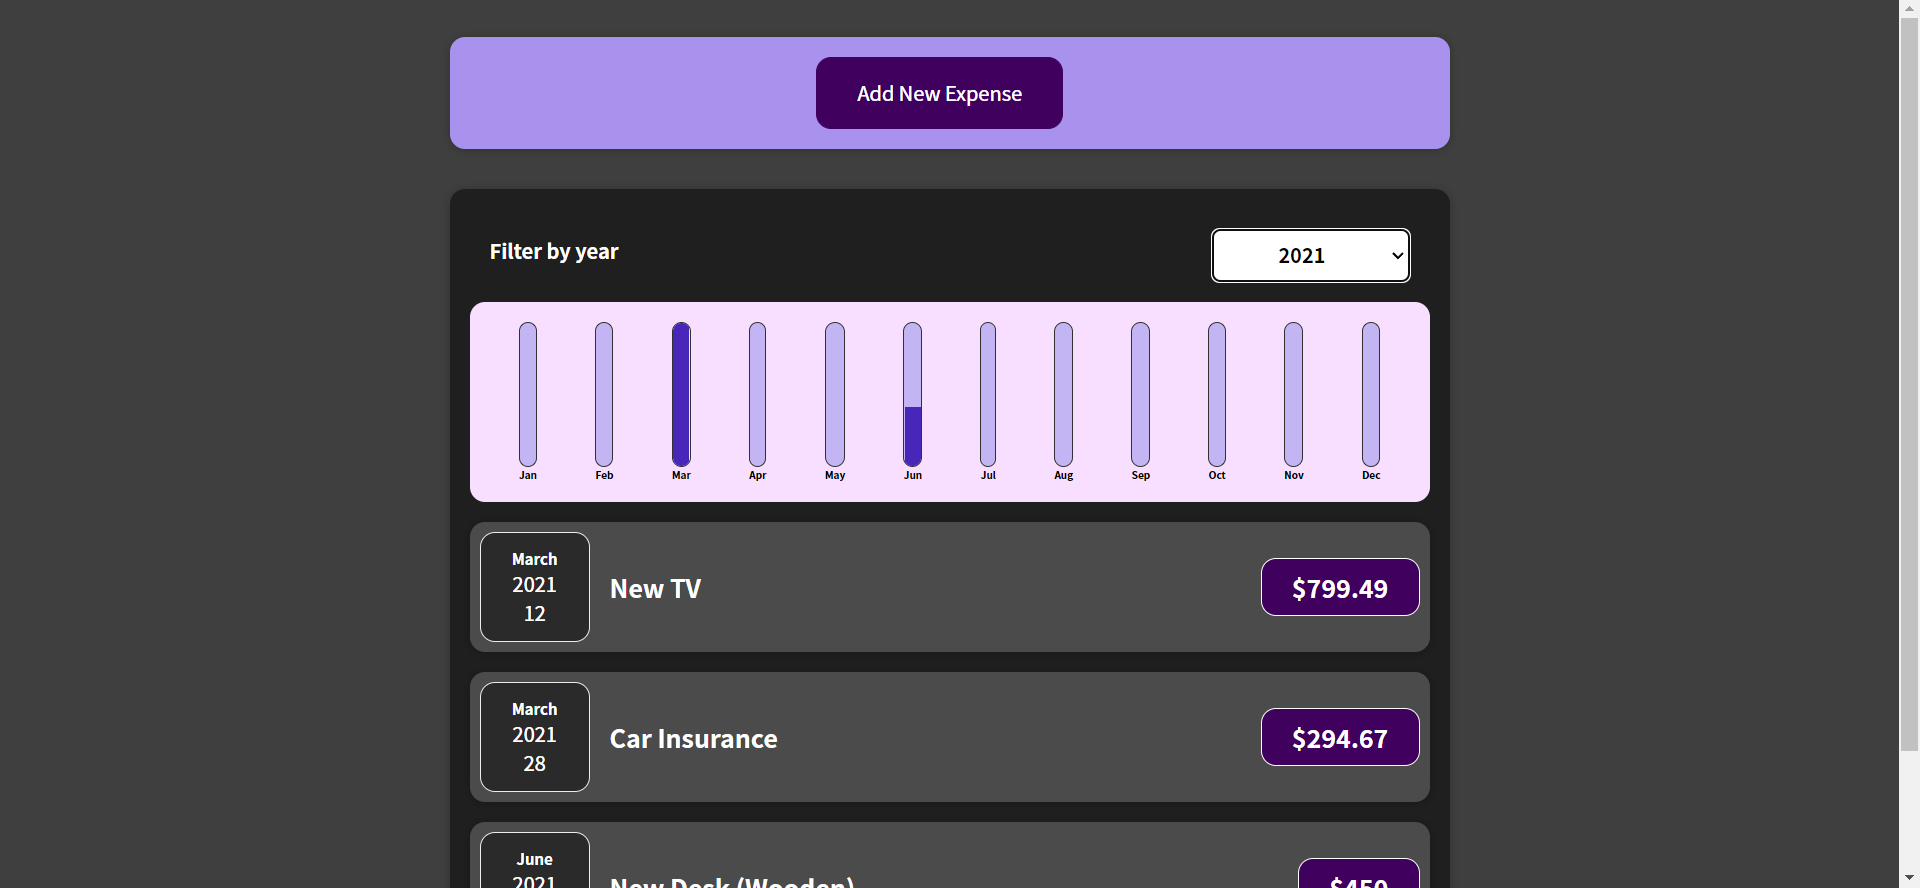 Add New Expense
Filter by year
2021
Jan Feb Mar Apr May Jun Jul Aug Sep Oct Nov Dec
March
2021
12
New TV
$799.49
March
2021
28
Car Insurance
$294.67
June
2021
New Desk (Wooden)
$450